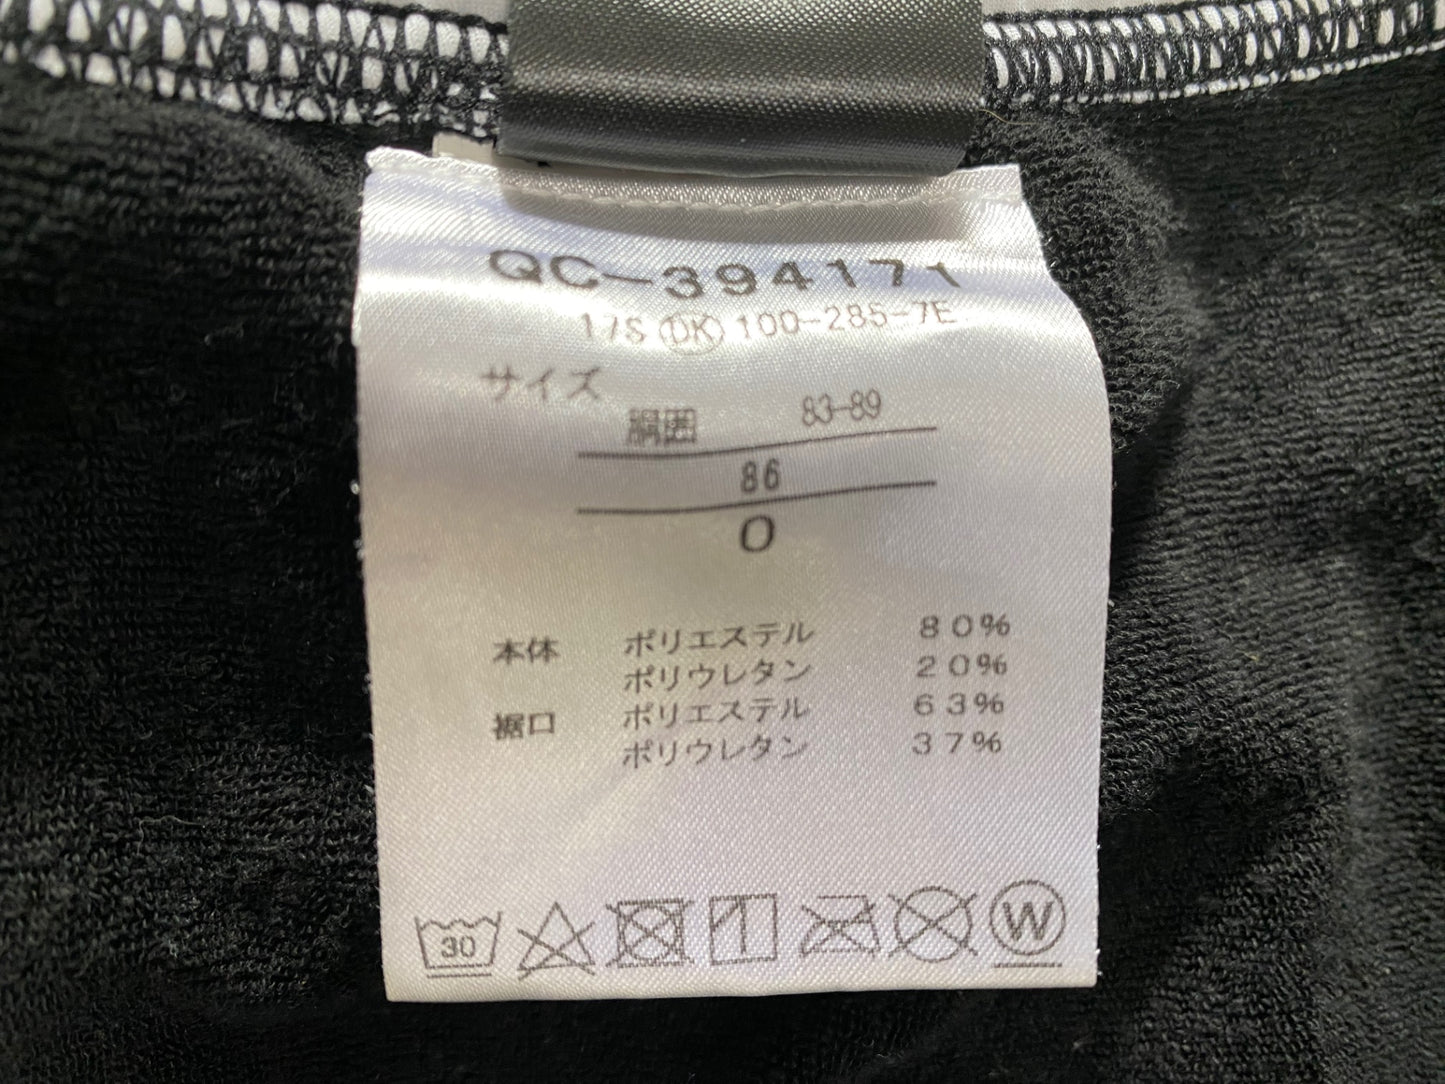 QC-394171
17S DK 100-285-7E
サイズ
胴囲 83-89
86
0
本体 ポリエステル 80%
ポリウレタン 20%
裾口 ポリエステル 63%
ポリウレタン 37%
30 W